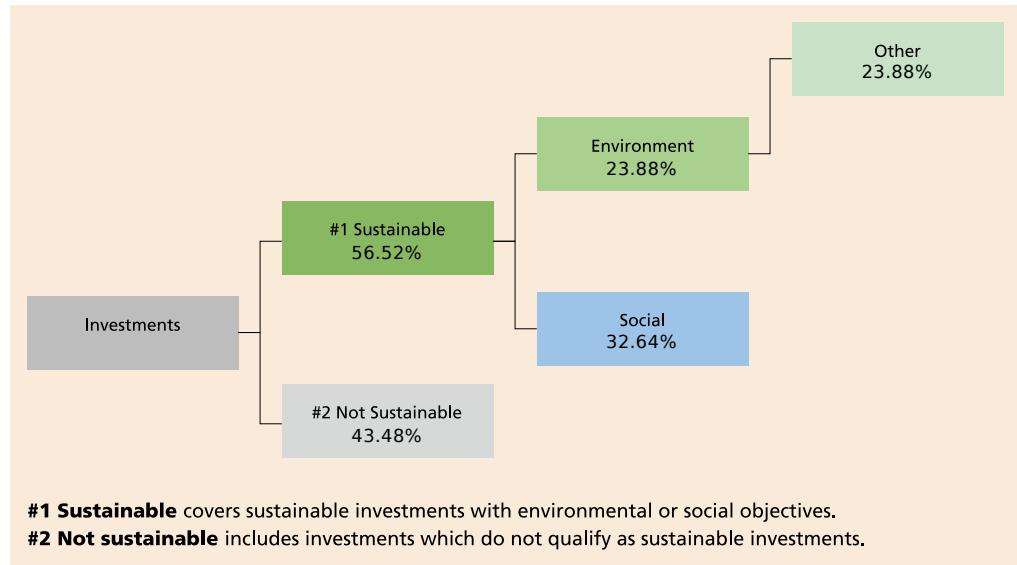 Other
23.88%
Environment
23.88%
#1 Sustainable
56.52%
Investments
Social
32.64%
#2 Not Sustainable
43.48%
#1 Sustainable covers sustainable investments with environmental or social objectives.
#2 Not sustainable includes investments which do not qualify as sustainable investments.